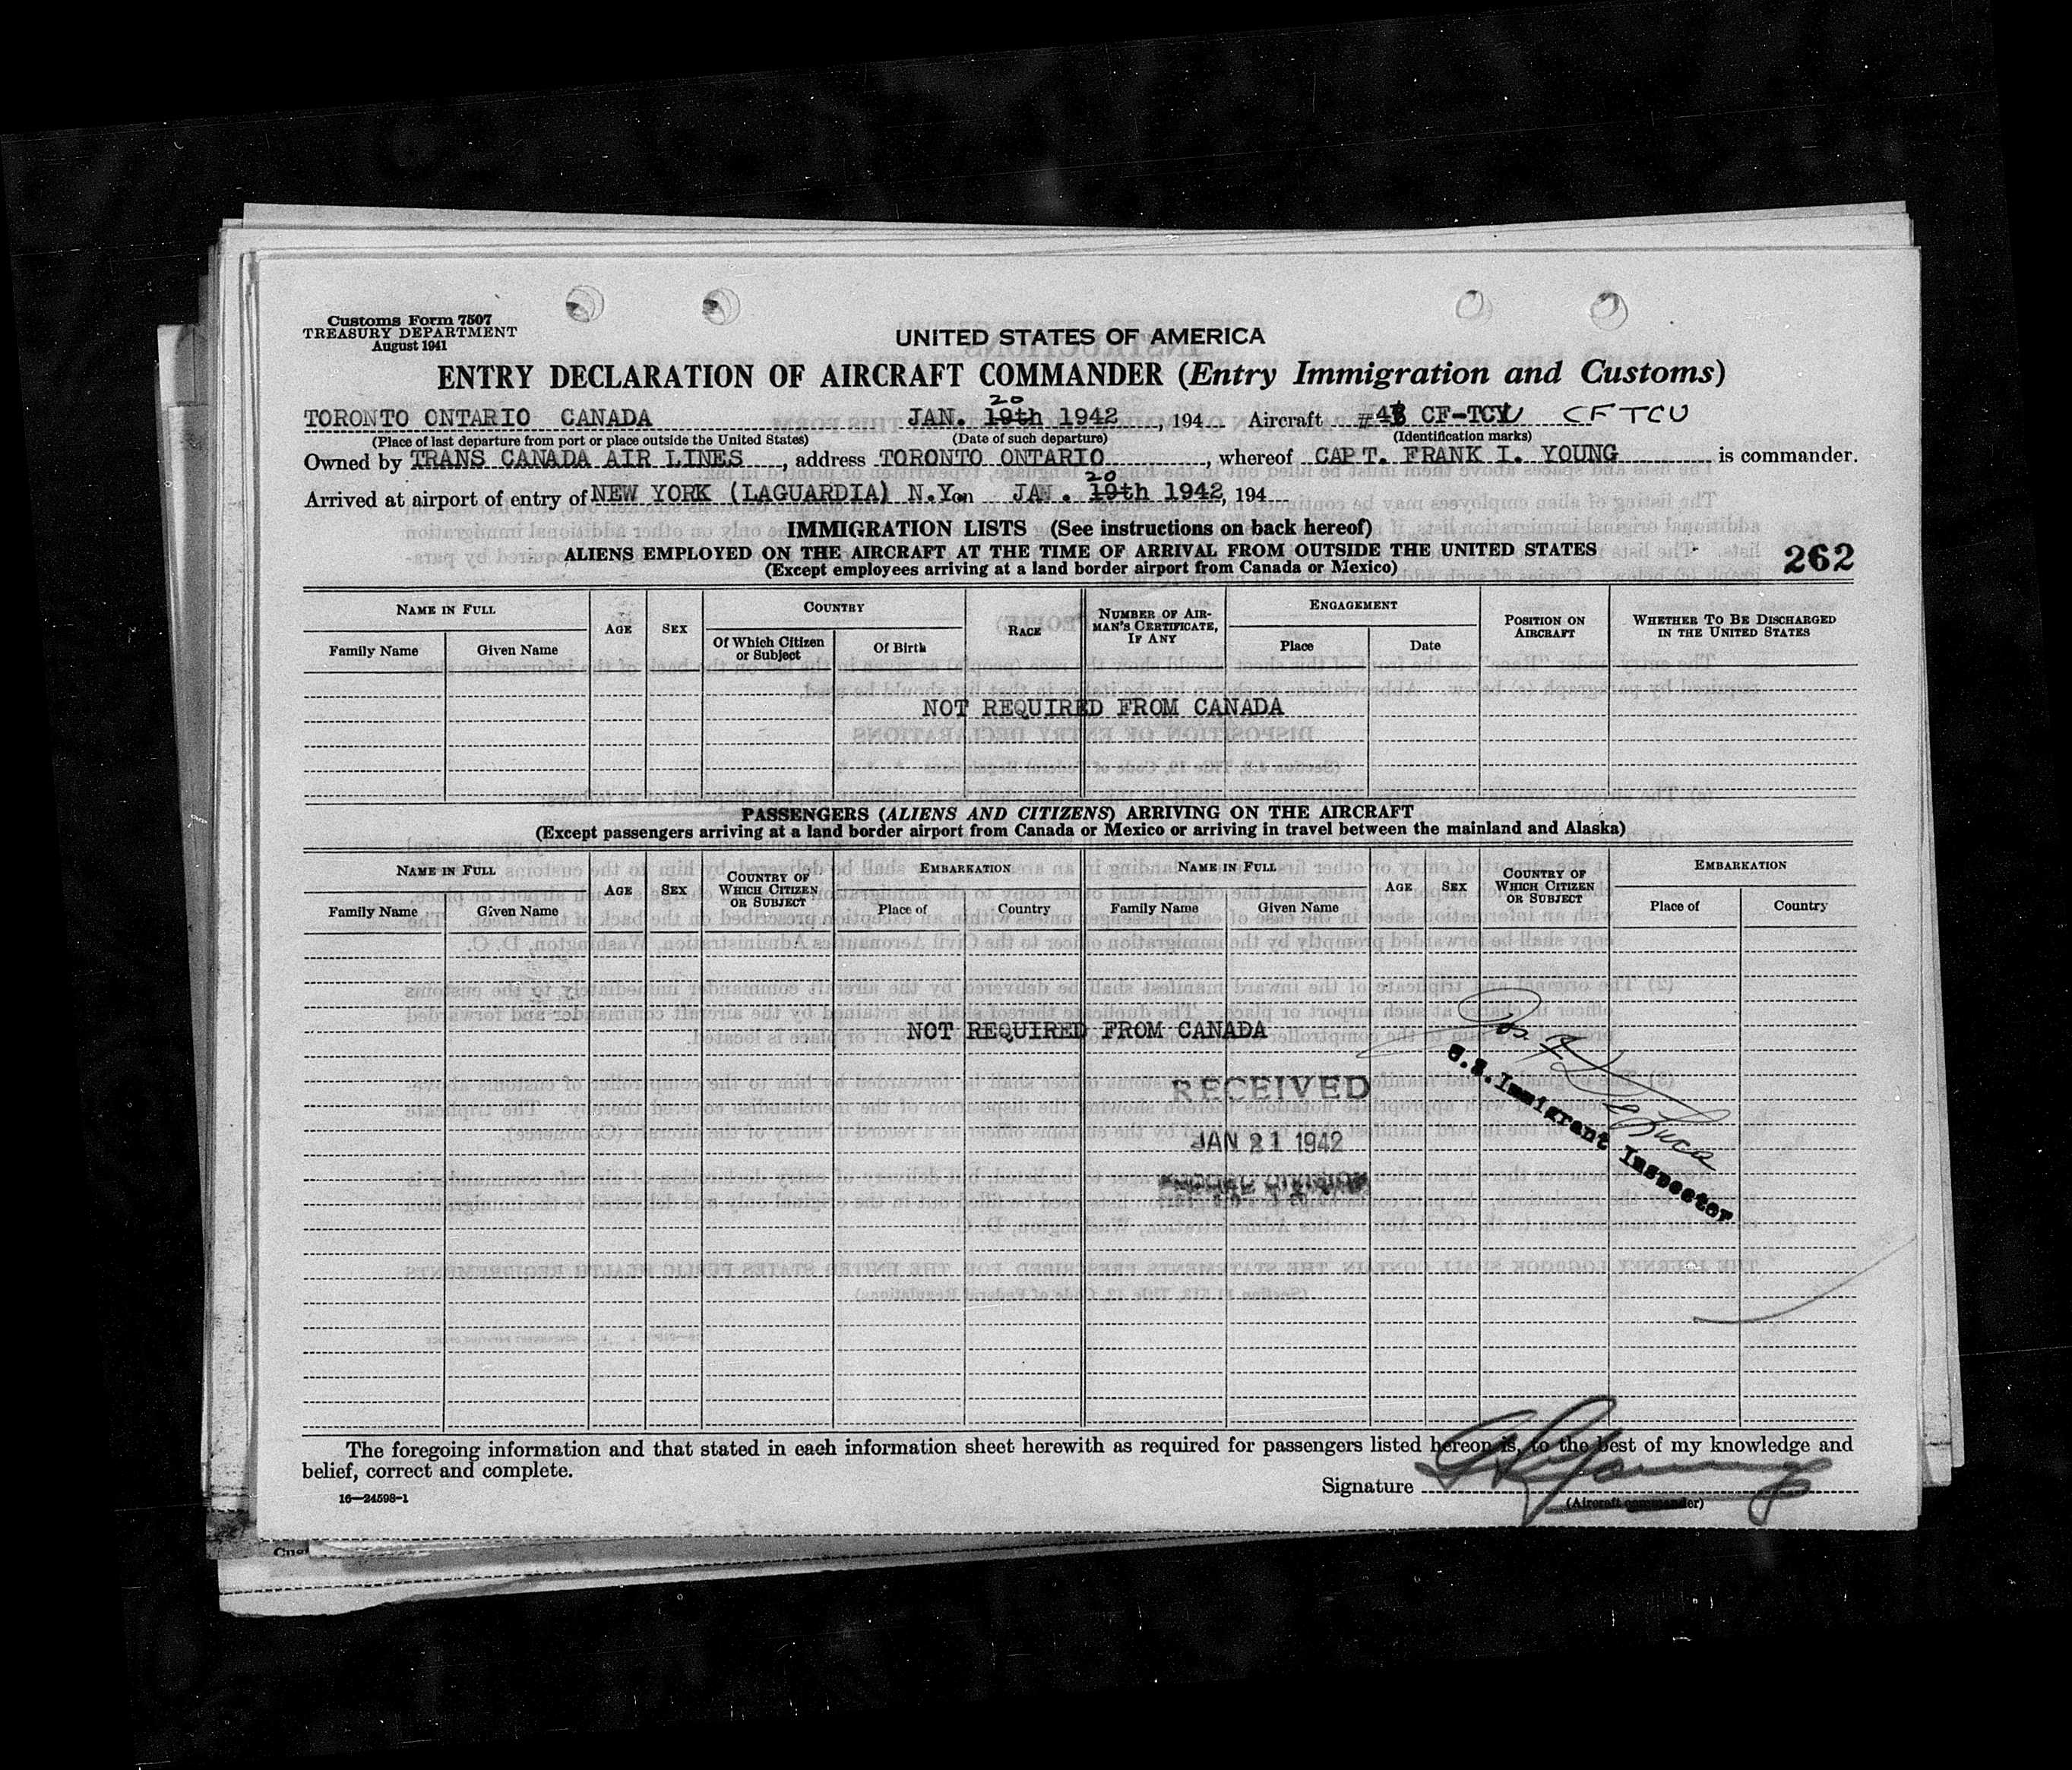 Customs Form 7507
TREASURY DEPARTMENT
August 1941
UNITED STATES OF AMERICA
ENTRY DECLARATION OF AIRCRAFT COMMANDER (Entry Immigration and Customs)
20
TORONTO ONTARIO CANADA JAN. 19th 1942, 194 Aircraft #4 CF-TCU CFTCU
(Place of last departure from port or place outside the United States) (Date of such departure) (Identification marks)
Owned by TRANS CANADA AIR LINES, address TORONTO ONTARIO, whereof CAPT. FRANK I. YOUNG is commander.
20
Arrived at airport of entry of NEW YORK (LAGUARDIA) N.Y. on JAN. 19th 1942, 194
IMMIGRATION LISTS (See instructions on back hereof)
ALIENS EMPLOYED ON THE AIRCRAFT AT THE TIME OF ARRIVAL FROM OUTSIDE THE UNITED STATES
262
(Except employees arriving at a land border airport from Canada or Mexico)
NAME IN FULL AGE SEX COUNTRY RACE NUMBER OF AIRMAN'S CERTIFICATE, IF ANY ENGAGEMENT POSITION ON AIRCRAFT WHETHER TO BE DISCHARGED IN THE UNITED STATES
Family Name Given Name Of Which Citizen or Subject Of Birth Place Date
NOT REQUIRED FROM CANADA
PASSENGERS (ALIENS AND CITIZENS) ARRIVING ON THE AIRCRAFT
(Except passengers arriving at a land border airport from Canada or Mexico or arriving in travel between the mainland and Alaska)
NAME IN FULL AGE SEX COUNTRY OF WHICH CITIZEN OR SUBJECT EMBARKATION NAME IN FULL AGE SEX COUNTRY OF WHICH CITIZEN OR SUBJECT EMBARKATION
Family Name Given Name Place of Country Family Name Given Name Place of Country
NOT REQUIRED FROM CANADA
RECEIVED
JAN 21 1942
U.S. Immigrant Inspector
The foregoing information and that stated in each information sheet herewith as required for passengers listed hereon is, to the best of my knowledge and
belief, correct and complete.
Signature
(Aircraft commander)
16—24598-1